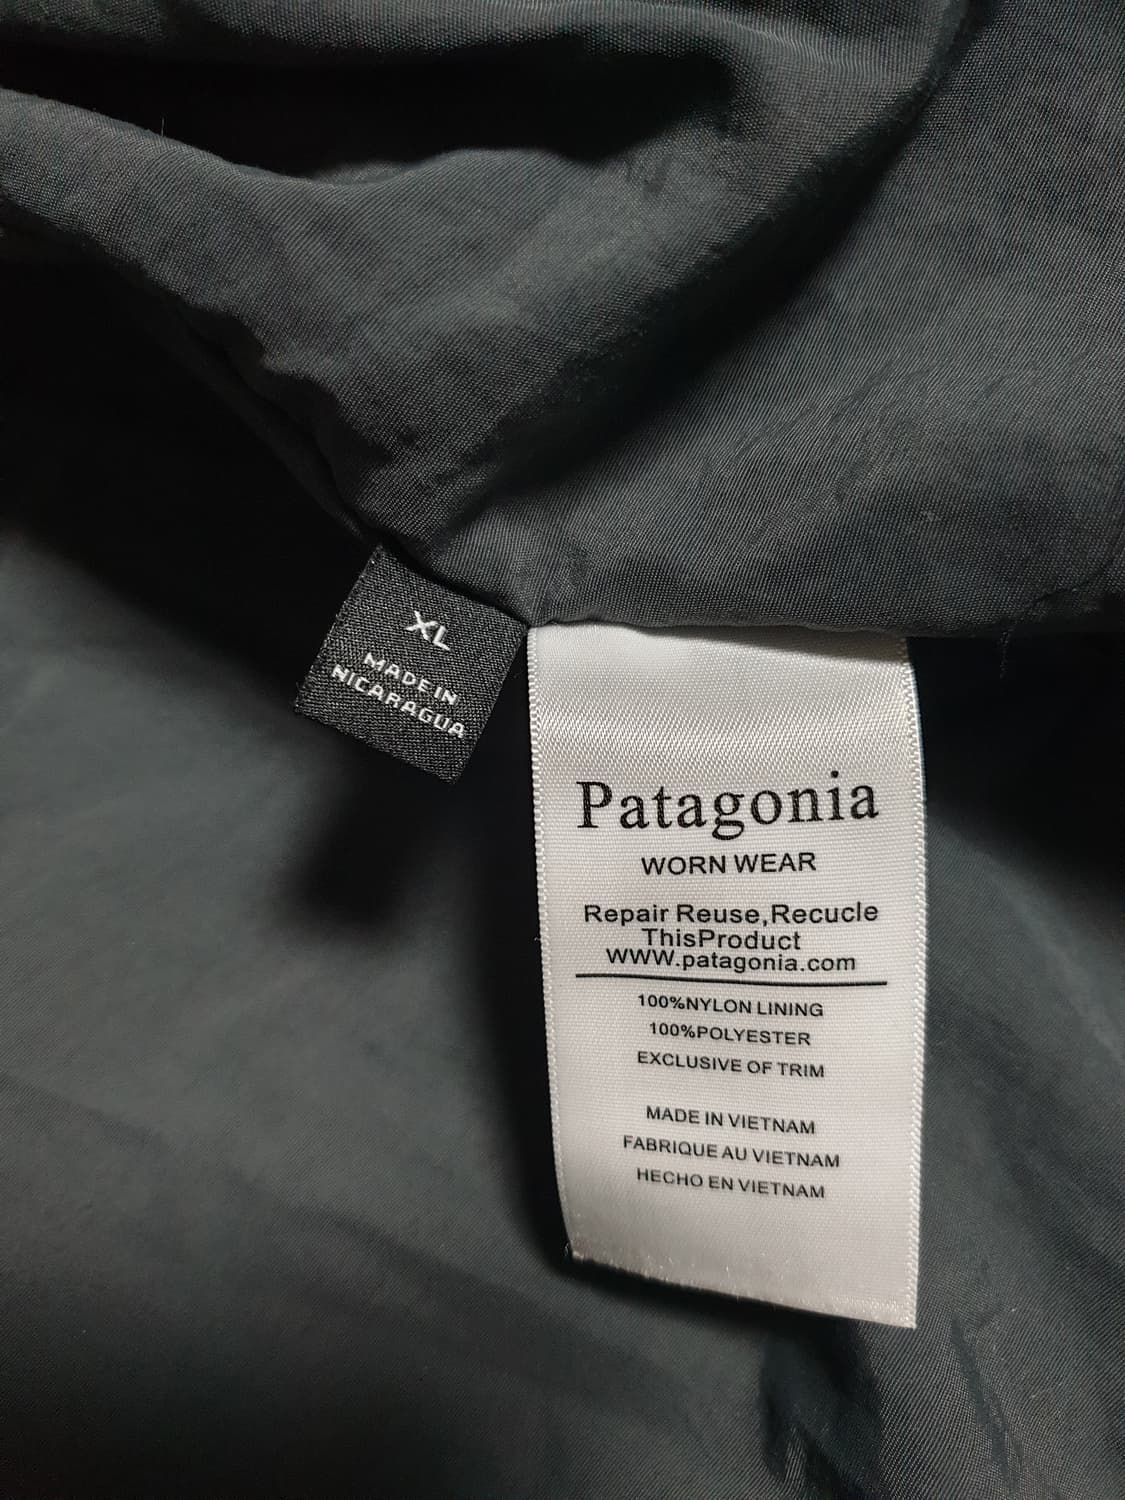 XL
MADE IN
NICARAGUA
Patagonia
WORN WEAR
Repair Reuse,Recucle
ThisProduct
WWW.patagonia.com
100%NYLON LINING
100%POLYESTER
EXCLUSIVE OF TRIM
MADE IN VIETNAM
FABRIQUE AU VIETNAM
HECHO EN VIETNAM